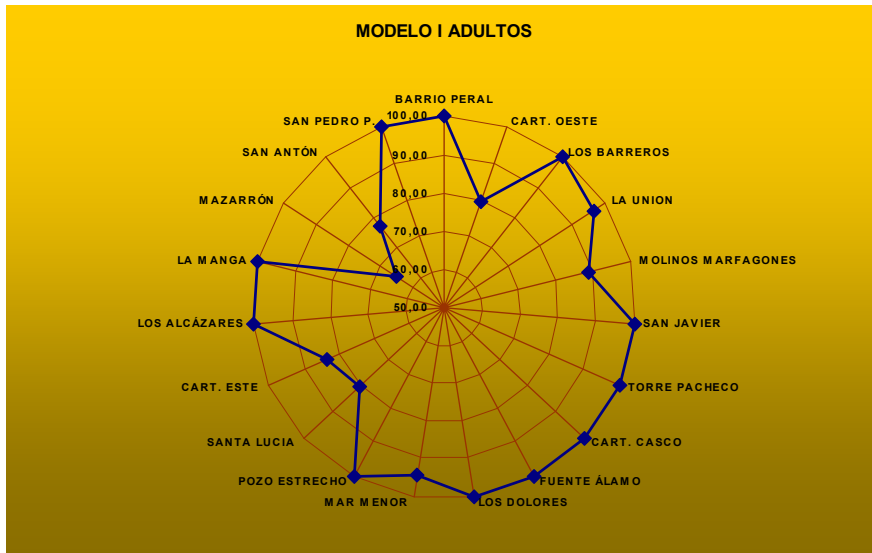 MODELO I ADULTOS
BARRIO PERAL
CART. OESTE
LOS BARREROS
LA UNION
MOLINOS MARFAGONES
SAN JAVIER
TORRE PACHECO
CART. CASCO
FUENTE ÁLAMO
LOS DOLORES
MAR MENOR
POZO ESTRECHO
SANTA LUCIA
CART. ESTE
LOS ALCÁZARES
LA MANGA
MAZARRÓN
SAN ANTÓN
SAN PEDRO P.
100,00
90,00
80,00
70,00
60,00
50,00